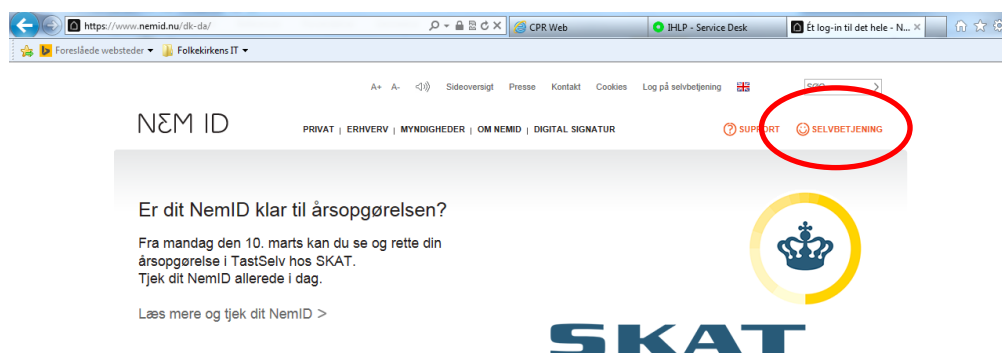 https://www.nemid.nu/dk-da/
CPR Web
IHLP - Service Desk
Ét log-in til det hele - N...
Foreslåede websteder
Folkekirkens IT
A+ A- Sideoversigt Presse Kontakt Cookies Log på selvbetjening
NEM ID
PRIVAT | ERHVERV | MYNDIGHEDER | OM NEMID | DIGITAL SIGNATUR
SUPPORT
SELVBETJENING
Er dit NemID klar til årsopgørelsen?
Fra mandag den 10. marts kan du se og rette din
årsopgørelse i TastSelv hos SKAT.
Tjek dit NemID allerede i dag.
Læs mere og tjek dit NemID >
SKAT